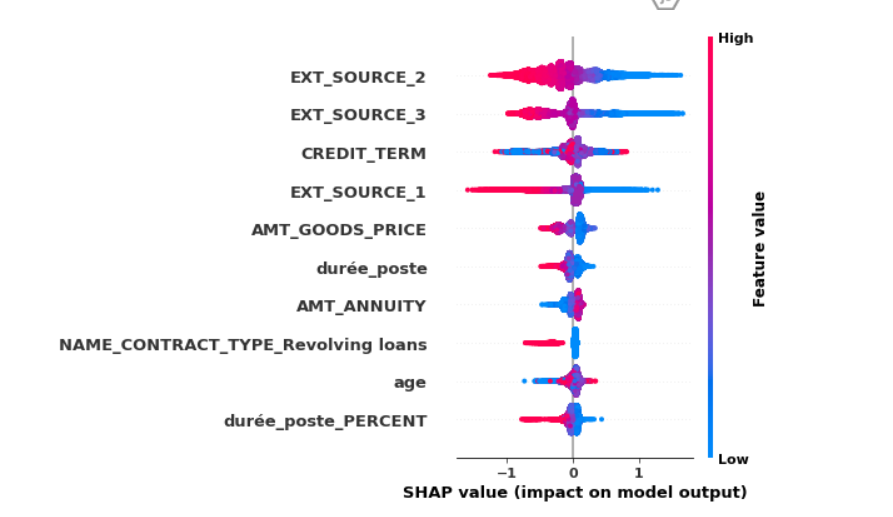 High
EXT_SOURCE_2
EXT_SOURCE_3
CREDIT_TERM
EXT_SOURCE_1
AMT_GOODS_PRICE
durée_poste
AMT_ANNUITY
NAME_CONTRACT_TYPE_Revolving loans
age
durée_poste_PERCENT
Feature value
Low
−1 0 1
SHAP value (impact on model output)